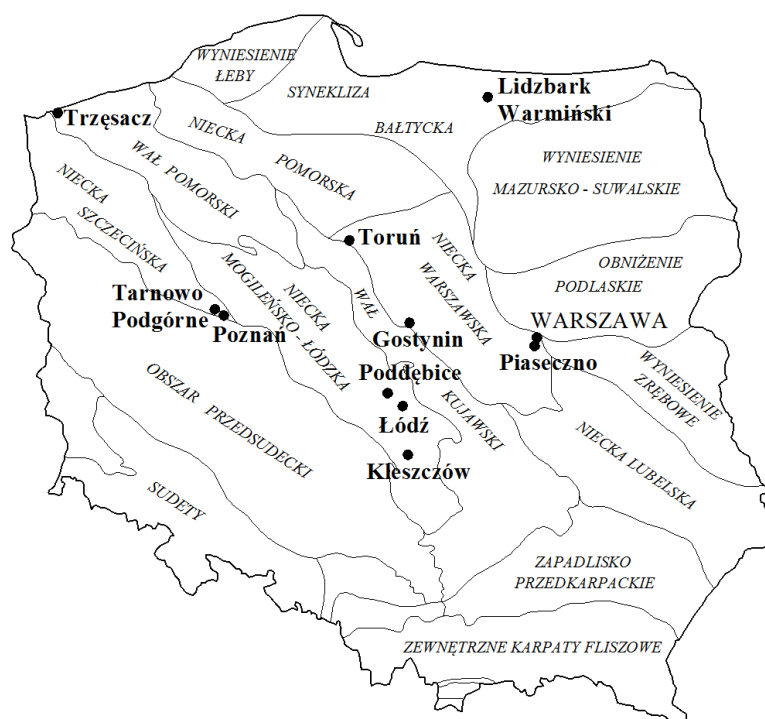 WYNIESIENIE
ŁEBY
SYNEKLIZA
BAŁTYCKA
Lidzbark
Warmiński
Trzęsacz
NIECKA
POMORSKA
WAŁ POMORSKI
WYNIESIENIE
MAZURSKO - SUWALSKIE
NIECKA
SZCZECIŃSKA
Toruń
NIECKA
WARSZAWSKA
OBNIŻENIE
PODLASKIE
Tarnowo
Podgórne
Poznań
NIECKA
MOGILEŃSKO - ŁÓDZKA
WAŁ
KUJAWSKI
Gostynin
WARSZAWA
Piaseczno
Poddębice
Łódź
WYNIESIENIE
ZRĘBOWE
OBSZAR PRZEDSUDECKI
Kleszczów
NIECKA LUBELSKA
SUDETY
ZAPADLISKO
PRZEDKARPACKIE
ZEWNĘTRZNE KARPATY FLISZOWE